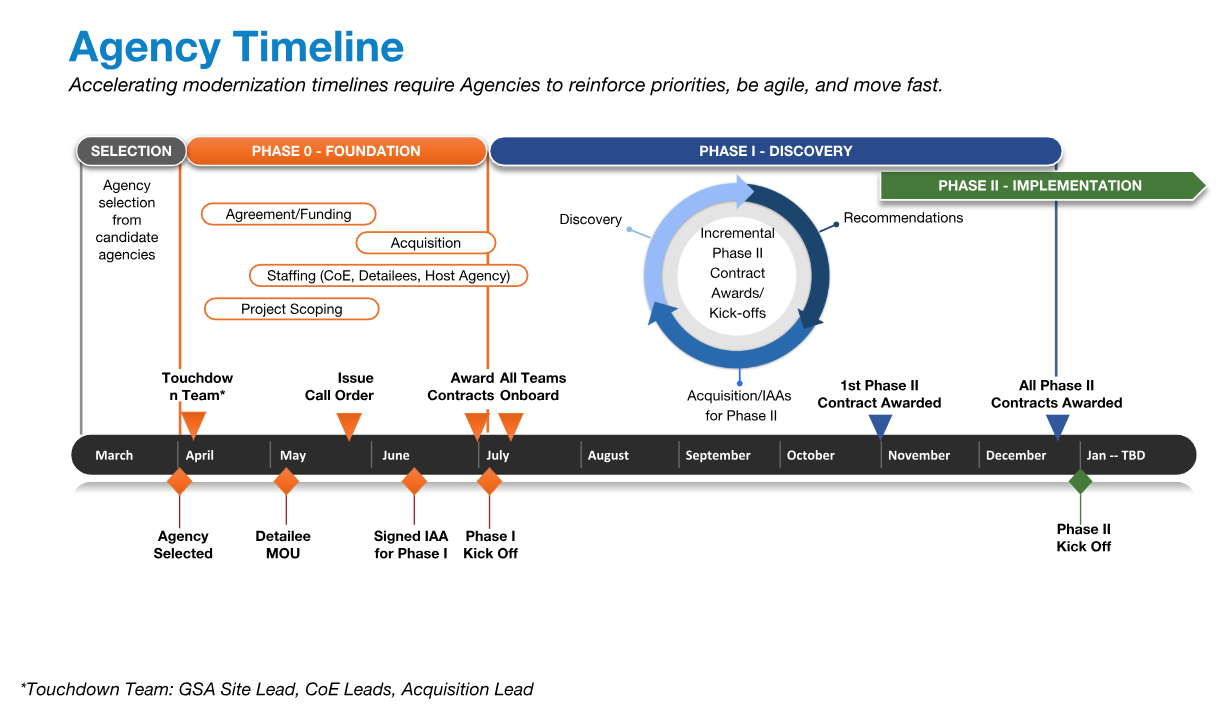 Agency Timeline
Accelerating modernization timelines require Agencies to reinforce priorities, be agile, and move fast.
SELECTION
PHASE 0 - FOUNDATION
PHASE I - DISCOVERY
PHASE II - IMPLEMENTATION
Agency
selection
from
candidate
agencies
Agreement/Funding
Acquisition
Staffing (CoE, Detailees, Host Agency)
Project Scoping
Discovery
Recommendations
Incremental
Phase II
Contract
Awards/
Kick-offs
Acquisition/IAAs
for Phase II
Touchdow
n Team*
Issue
Call Order
Award
Contracts
All Teams
Onboard
1st Phase II
Contract Awarded
All Phase II
Contracts Awarded
March
April
May
June
July
August
September
October
November
December
Jan -- TBD
Agency
Selected
Detailee
MOU
Signed IAA
for Phase I
Phase I
Kick Off
Phase II
Kick Off
*Touchdown Team: GSA Site Lead, CoE Leads, Acquisition Lead